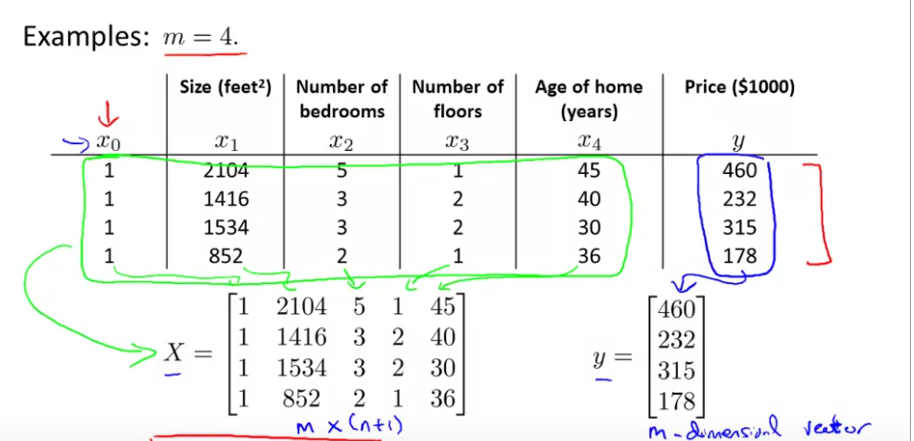 Examples: m = 4.
Size (feet²) Number of bedrooms Number of floors Age of home (years) Price ($1000)
x₀ x₁ x₂ x₃ x₄ y
1 2104 5 1 45 460
1 1416 3 2 40 232
1 1534 3 2 30 315
1 852 2 1 36 178
X = [1 2104 5 1 45
1 1416 3 2 40
1 1534 3 2 30
1 852 2 1 36]
m × (n+1)
y = [460
232
315
178]
m-dimensional vector